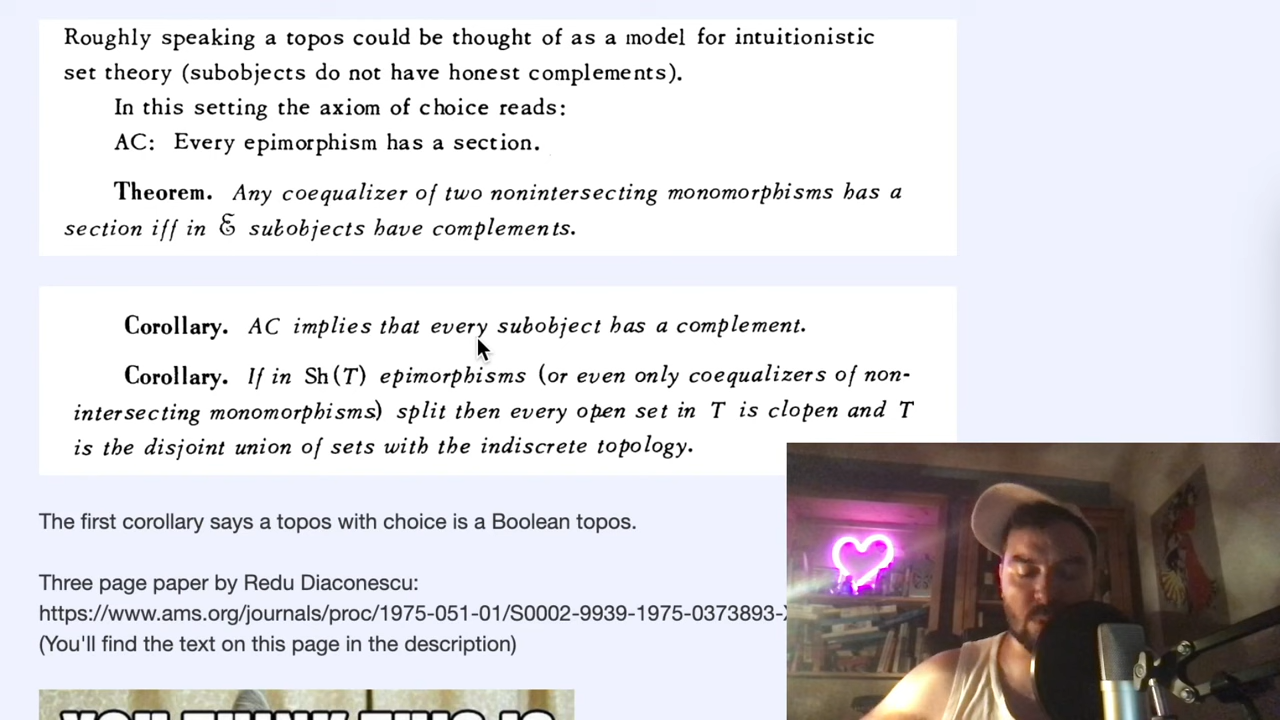 Roughly speaking a topos could be thought of as a model for intuitionistic
set theory (subobjects do not have honest complements).
In this setting the axiom of choice reads:
AC: Every epimorphism has a section.
Theorem. Any coequalizer of two nonintersecting monomorphisms has a
section iff in ℰ subobjects have complements.
Corollary. AC implies that every subobject has a complement.
Corollary. If in Sh(T) epimorphisms (or even only coequalizers of non-
intersecting monomorphisms) split then every open set in T is clopen and T
is the disjoint union of sets with the indiscrete topology.
The first corollary says a topos with choice is a Boolean topos.
Three page paper by Redu Diaconescu:
https://www.ams.org/journals/proc/1975-051-01/S0002-9939-1975-0373893-
(You'll find the text on this page in the description)
YOU THINK THIS IS